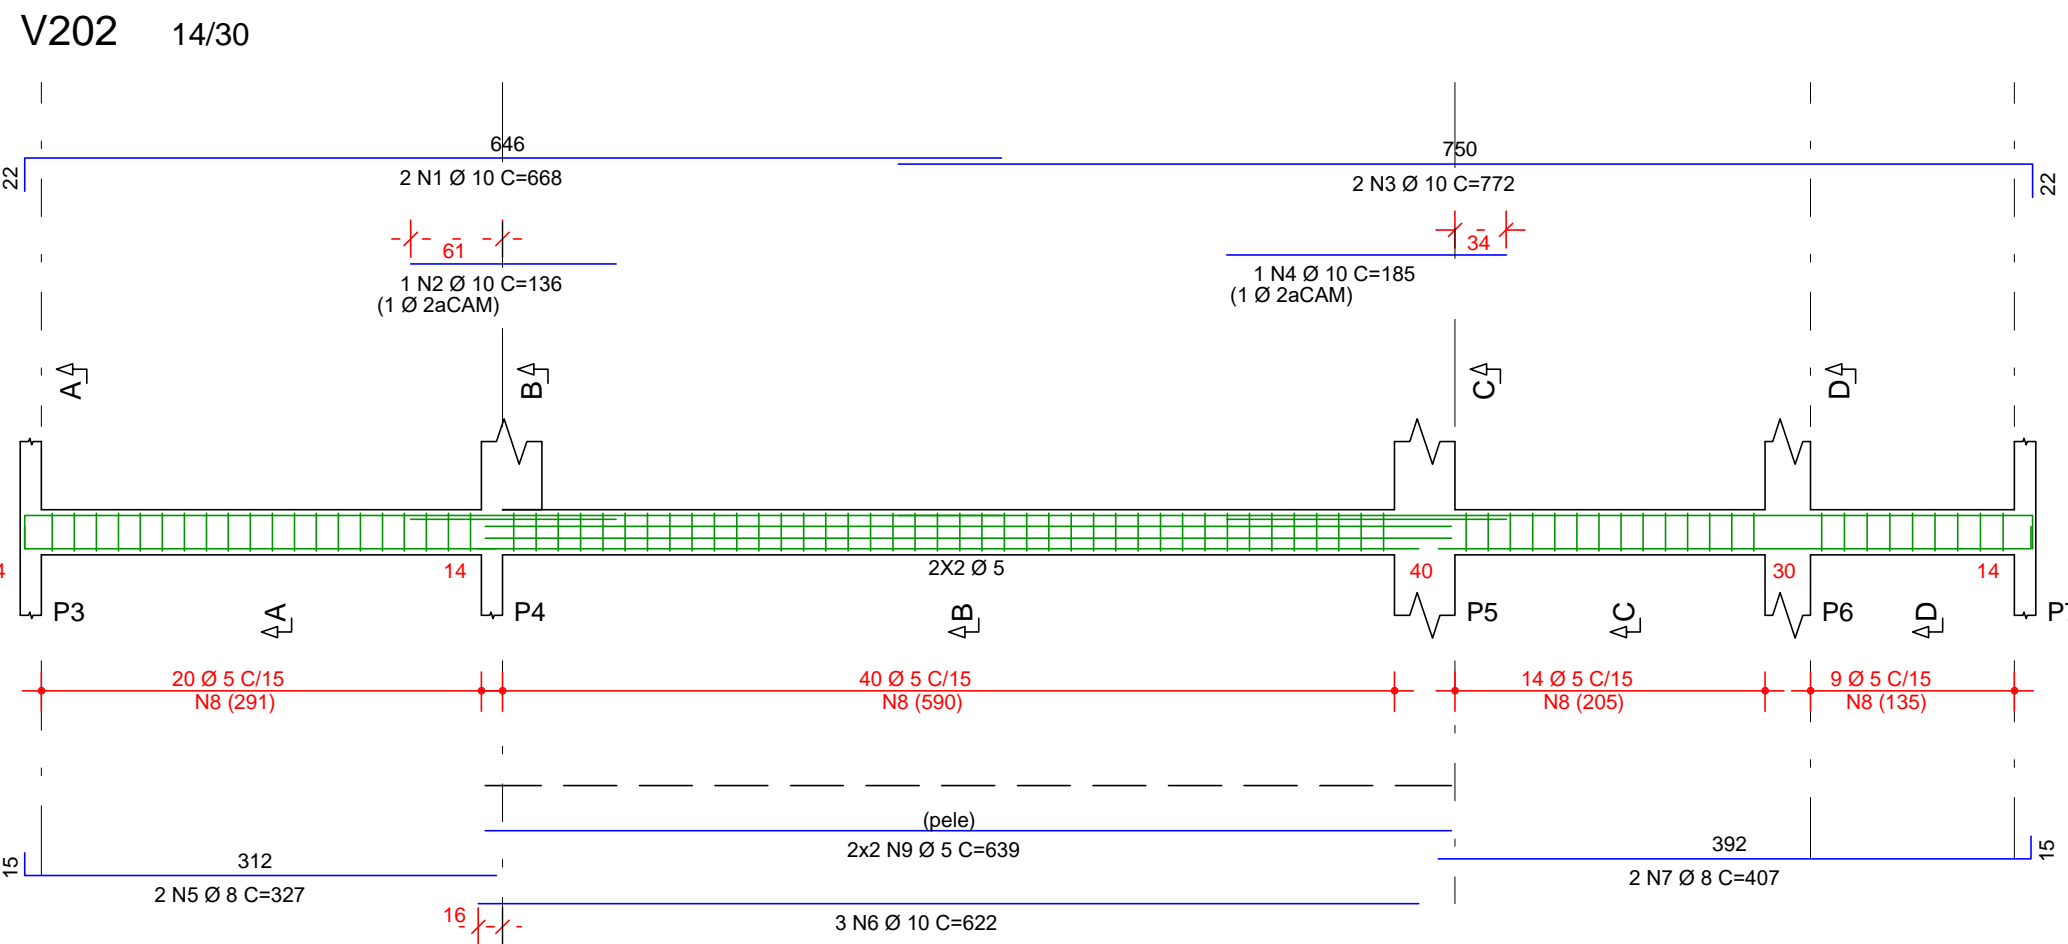 V202 14/30
646
750
22
2 N1 Ø 10 C=668
2 N3 Ø 10 C=772
22
61
34
1 N2 Ø 10 C=136
(1 Ø 2aCAM)
1 N4 Ø 10 C=185
(1 Ø 2aCAM)
A
B
C
D
4
14
2X2 Ø 5
40
30
14
P3
A
P4
B
P5
C
P6
D
20 Ø 5 C/15
N8 (291)
40 Ø 5 C/15
N8 (590)
14 Ø 5 C/15
N8 (205)
9 Ø 5 C/15
N8 (135)
(pele)
2x2 N9 Ø 5 C=639
15
312
2 N5 Ø 8 C=327
392
15
2 N7 Ø 8 C=407
16
3 N6 Ø 10 C=622